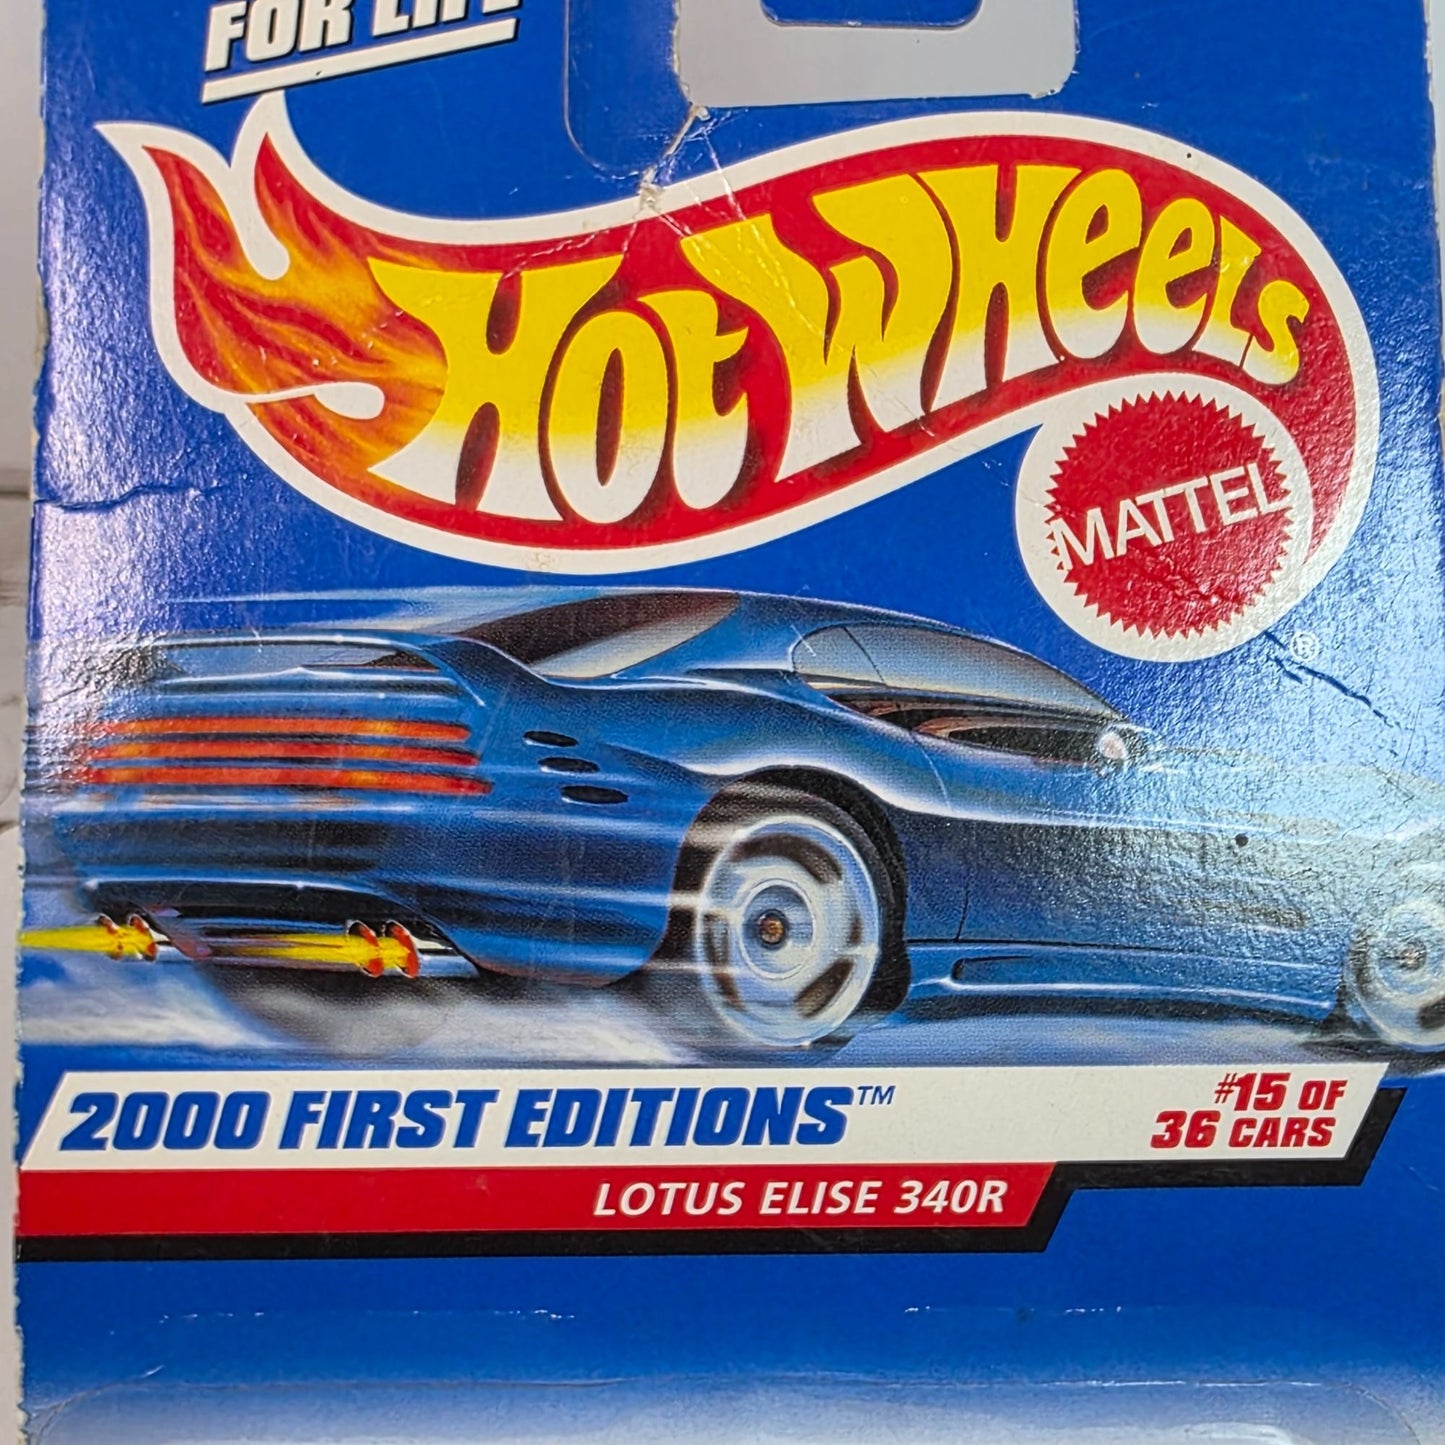 FOR LIFE
HOT WHEELS
MATTEL
®
2000 FIRST EDITIONS™
#15 OF
36 CARS
LOTUS ELISE 340R